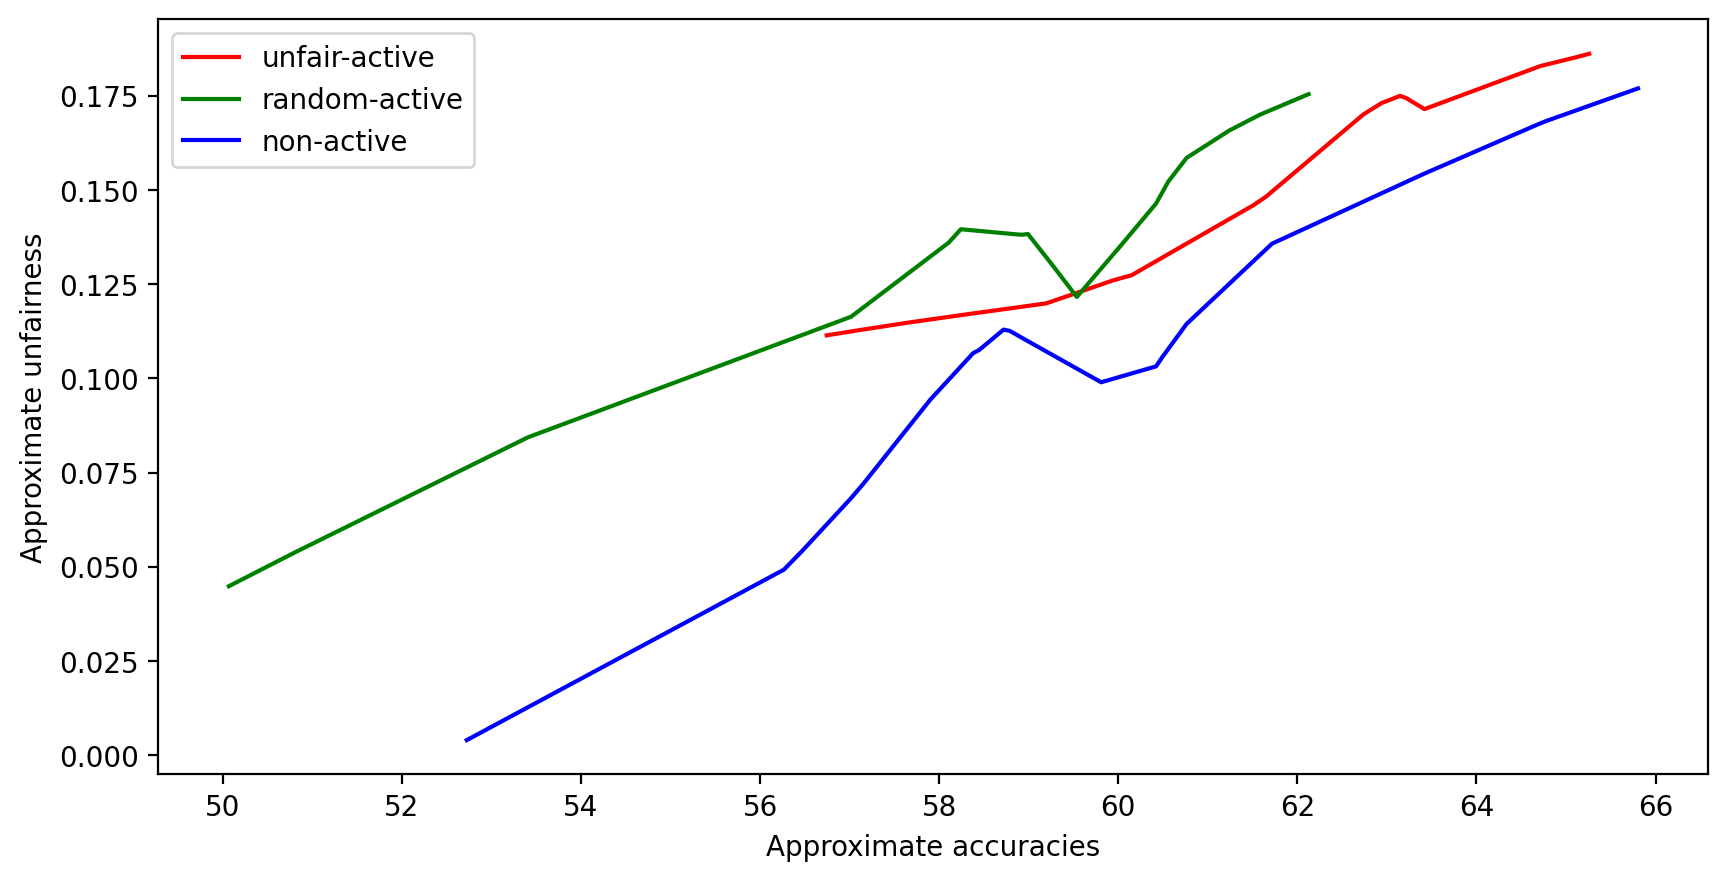 unfair-active
random-active
non-active
Approximate unfairness
0.175
0.150
0.125
0.100
0.075
0.050
0.025
0.000
50 52 54 56 58 60 62 64 66
Approximate accuracies